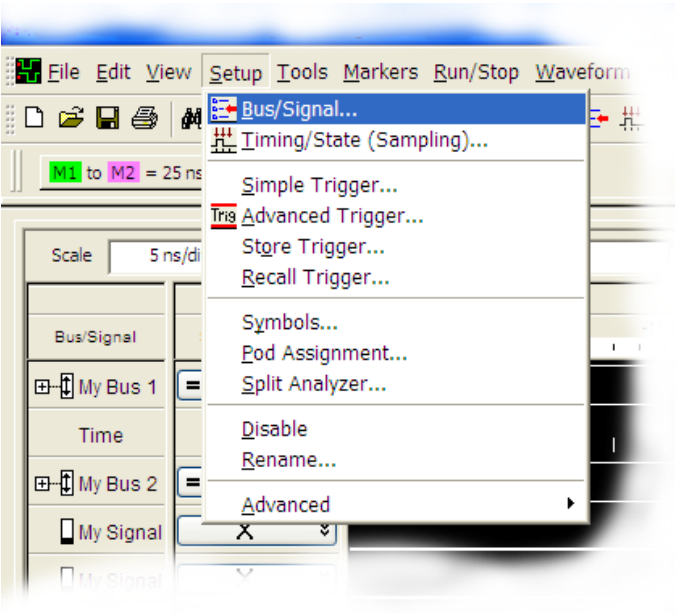 File Edit View Setup Tools Markers Run/Stop Waveform
Bus/Signal...
Timing/State (Sampling)...
M1 to M2 = 25 ns
Simple Trigger...
Trig Advanced Trigger...
Store Trigger...
Recall Trigger...
Scale 5 ns/di
Symbols...
Bus/Signal
Pod Assignment...
Split Analyzer...
My Bus 1 =
Disable
Time
Rename...
My Bus 2 =
Advanced
My Signal X
My Signal X